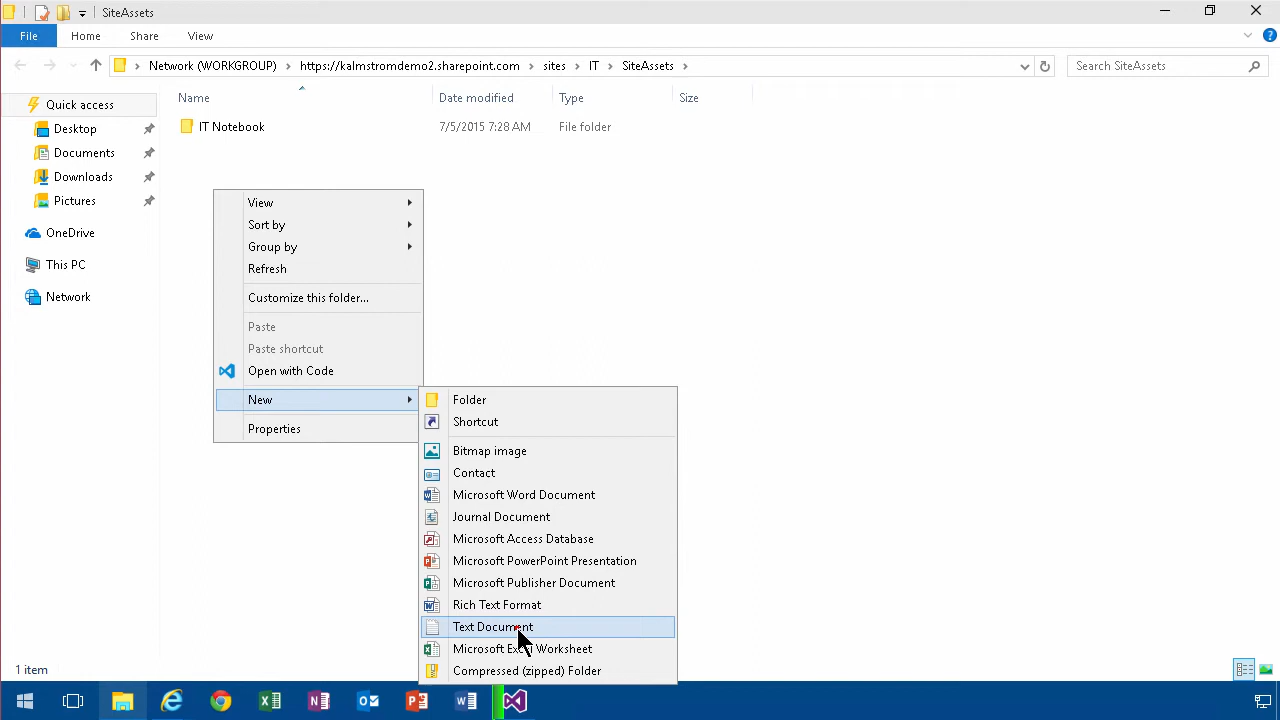 SiteAssets
File Home Share View
Network (WORKGROUP) https://kalmstromdemo2.sharepoint.com sites IT SiteAssets Search SiteAssets
Name Date modified Type Size
Quick access
IT Notebook 7/5/2015 7:28 AM File folder
Desktop
Documents
Downloads
Pictures
OneDrive
This PC
Network
View
Sort by
Group by
Refresh
Customize this folder...
Paste
Paste shortcut
Open with Code
New
Properties
Folder
Shortcut
Bitmap image
Contact
Microsoft Word Document
Journal Document
Microsoft Access Database
Microsoft PowerPoint Presentation
Microsoft Publisher Document
Rich Text Format
Text Document
Microsoft Excel Worksheet
Compressed (zipped) Folder
1 item